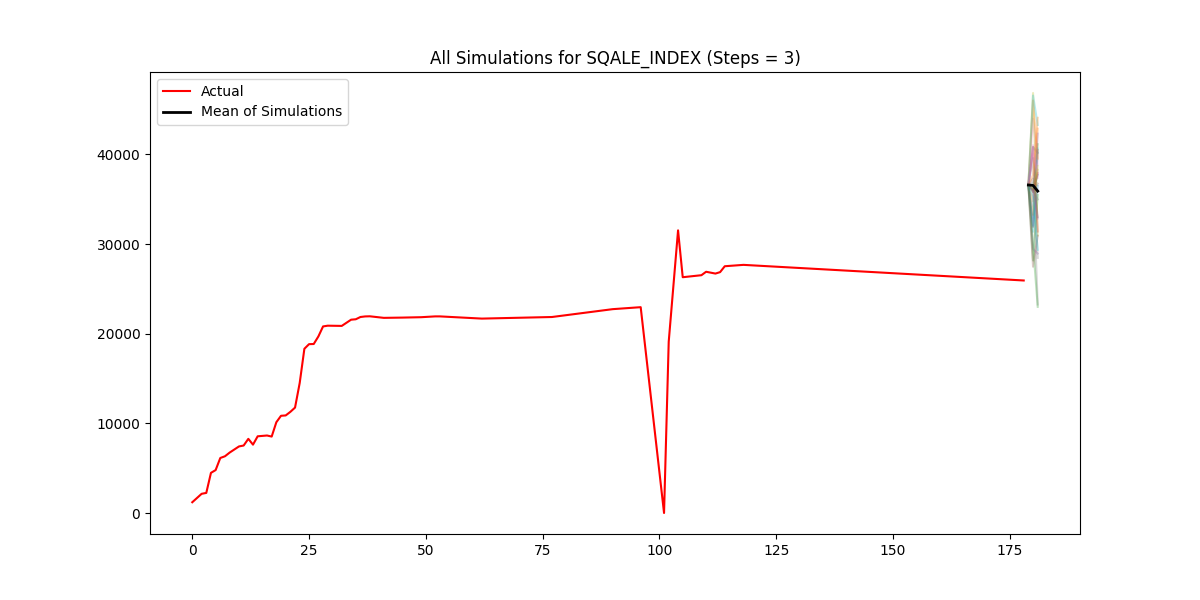 All Simulations for SQALE_INDEX (Steps = 3)
Actual
Mean of Simulations
40000
30000
20000
10000
0
0 25 50 75 100 125 150 175